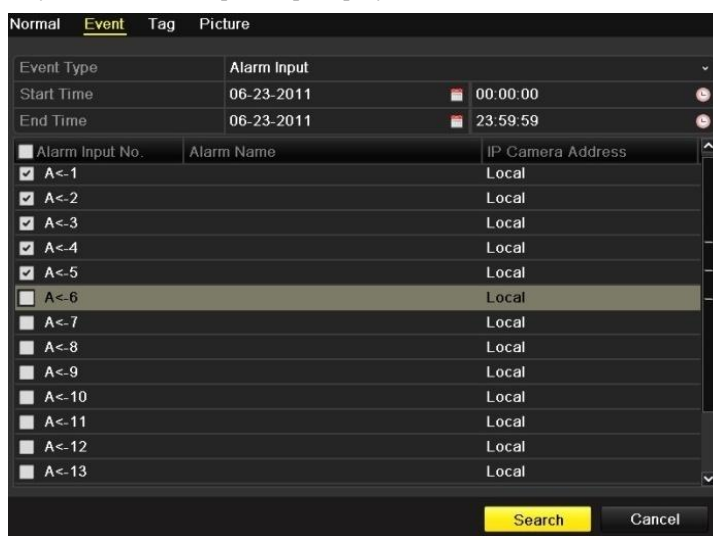 Normal Event Tag Picture
Event Type Alarm Input
Start Time 06-23-2011 00:00:00
End Time 06-23-2011 23:59:59
Alarm Input No. Alarm Name IP Camera Address
A<-1 Local
A<-2 Local
A<-3 Local
A<-4 Local
A<-5 Local
A<-6 Local
A<-7 Local
A<-8 Local
A<-9 Local
A<-10 Local
A<-11 Local
A<-12 Local
A<-13 Local
Search Cancel